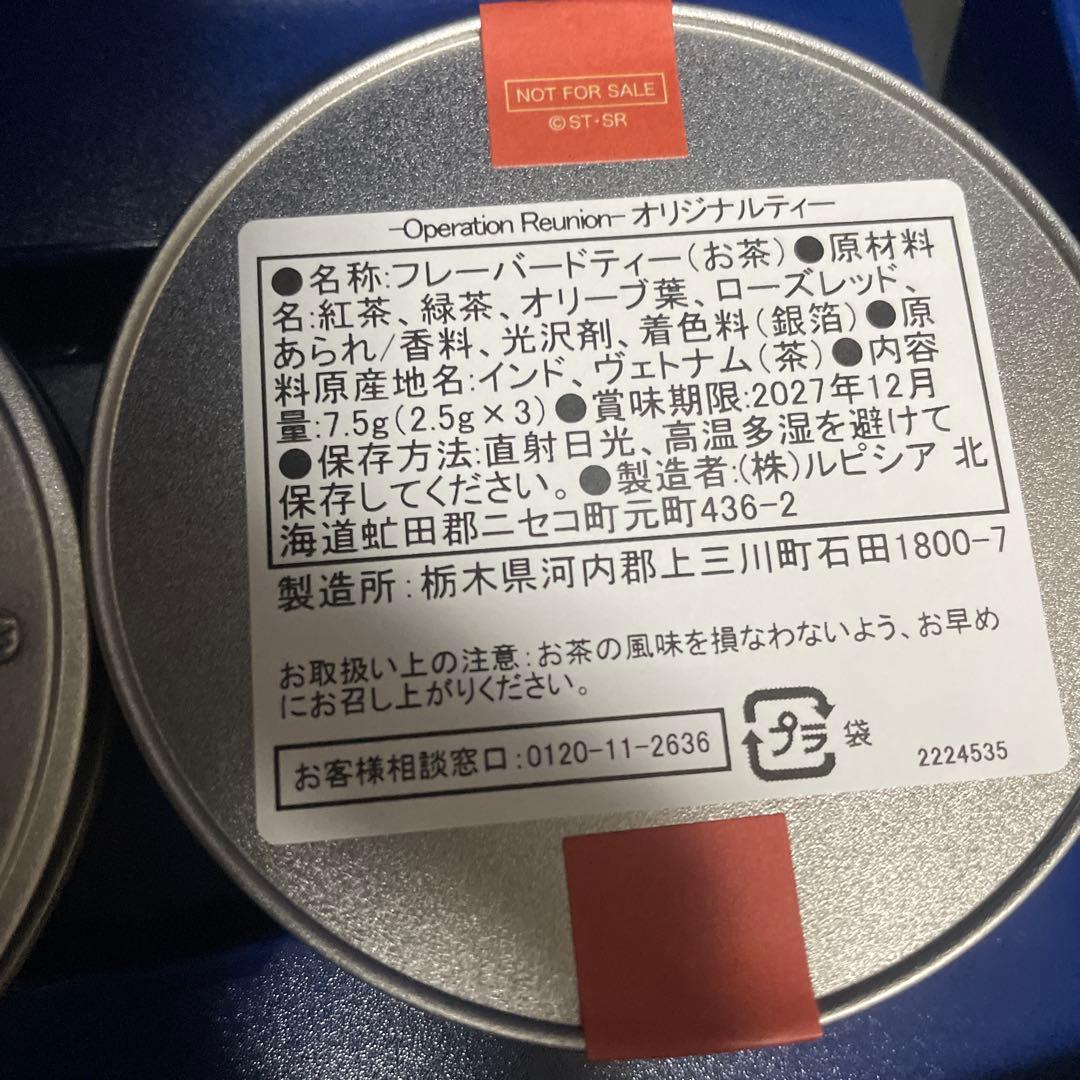 NOT FOR SALE
©ST・SR
-Operation Reunion- オリジナルティー
●名称:フレーバードティー(お茶)●原材料
名:紅茶、緑茶、オリーブ葉、ローズレッド、
あられ/香料、光沢剤、着色料(銀箔)●原
料原産地名:インド、ヴェトナム(茶)●内容
量:7.5g(2.5g×3)●賞味期限:2027年12月
●保存方法:直射日光、高温多湿を避けて
保存してください。●製造者:(株)ルピシア 北
海道虻田郡ニセコ町元町436-2
製造所:栃木県河内郡上三川町石田1800-7
お取扱い上の注意:お茶の風味を損なわないよう、お早め
にお召し上がりください。
お客様相談窓口:0120-11-2636
プラ 袋
2224535